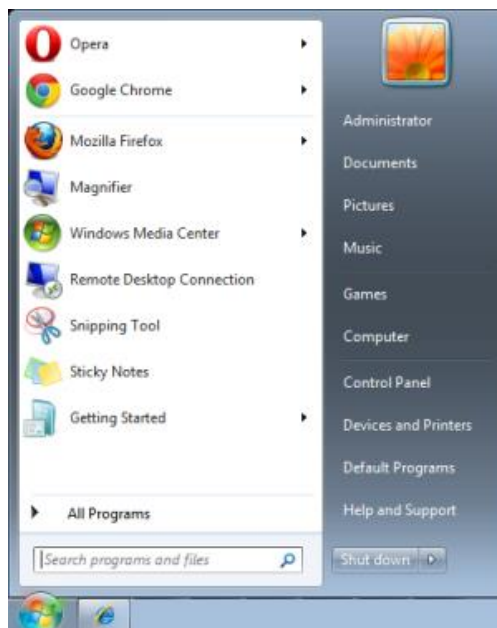 Opera
Google Chrome
Mozilla Firefox
Magnifier
Windows Media Center
Remote Desktop Connection
Snipping Tool
Sticky Notes
Getting Started
All Programs
Search programs and files
Administrator
Documents
Pictures
Music
Games
Computer
Control Panel
Devices and Printers
Default Programs
Help and Support
Shut down